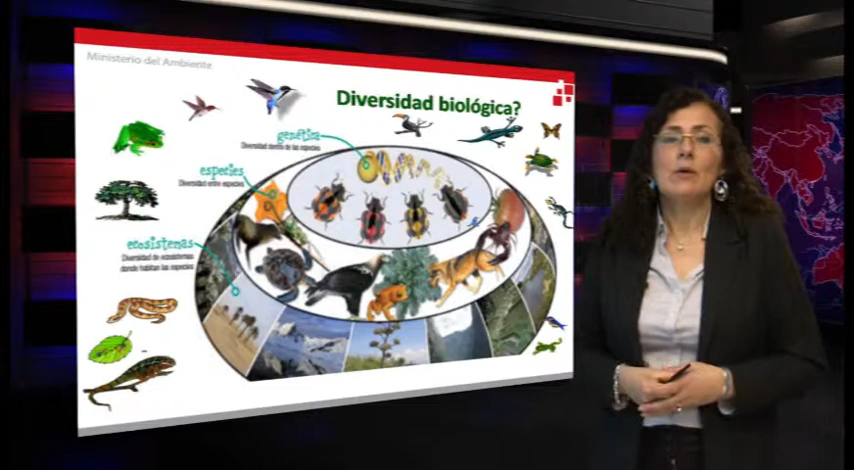 Ministerio del Ambiente
Diversidad biológica?
genética
Diversidad dentro de las especies
especies
Diversidad entre especies
ecosistemas
Diversidad de ecosistemas
donde habitan las especies